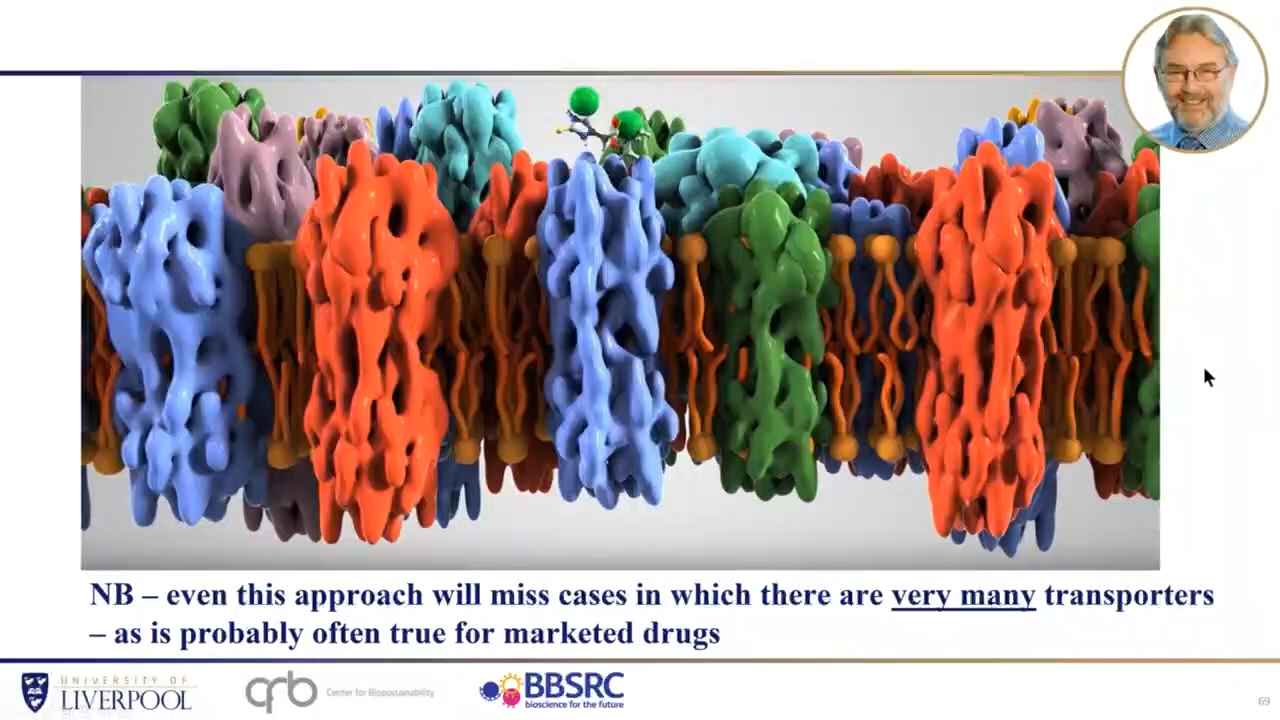 NB – even this approach will miss cases in which there are very many transporters
– as is probably often true for marketed drugs
UNIVERSITY OF
LIVERPOOL
Center for Biosustainability
BBSRC
bioscience for the future
69